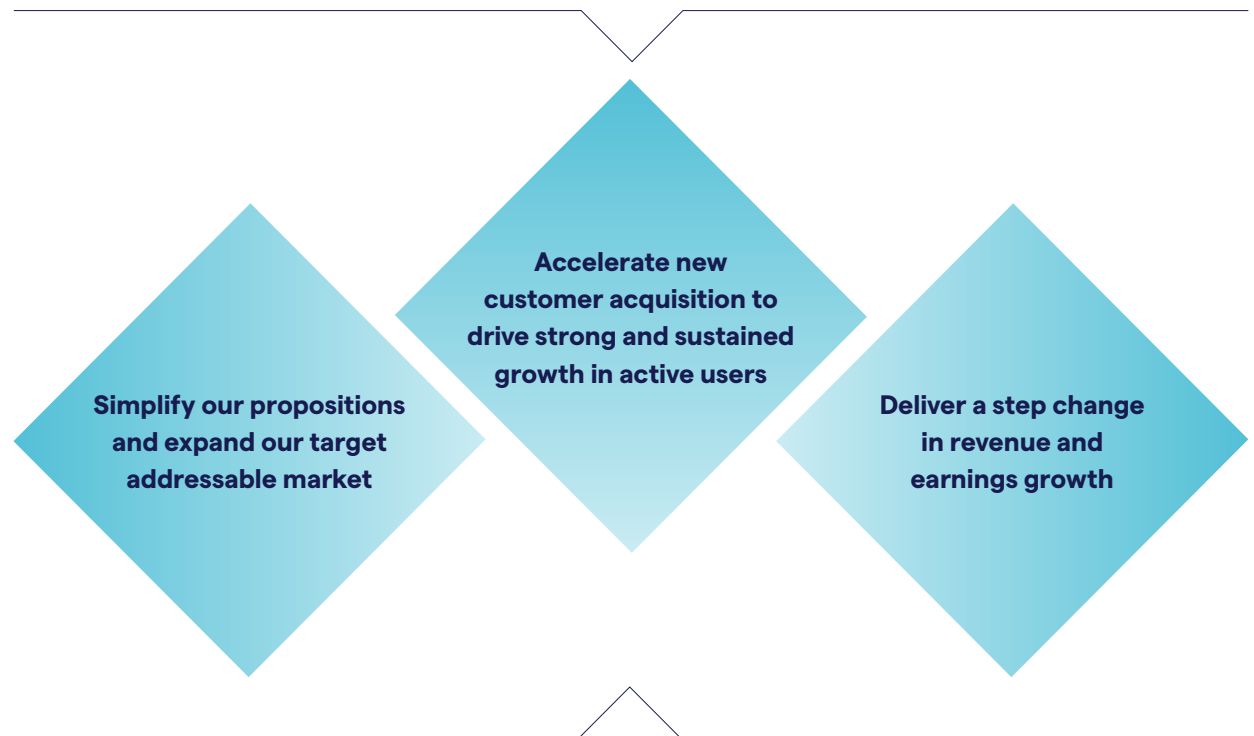 Simplify our propositions
and expand our target
addressable market
Accelerate new
customer acquisition to
drive strong and sustained
growth in active users
Deliver a step change
in revenue and
earnings growth